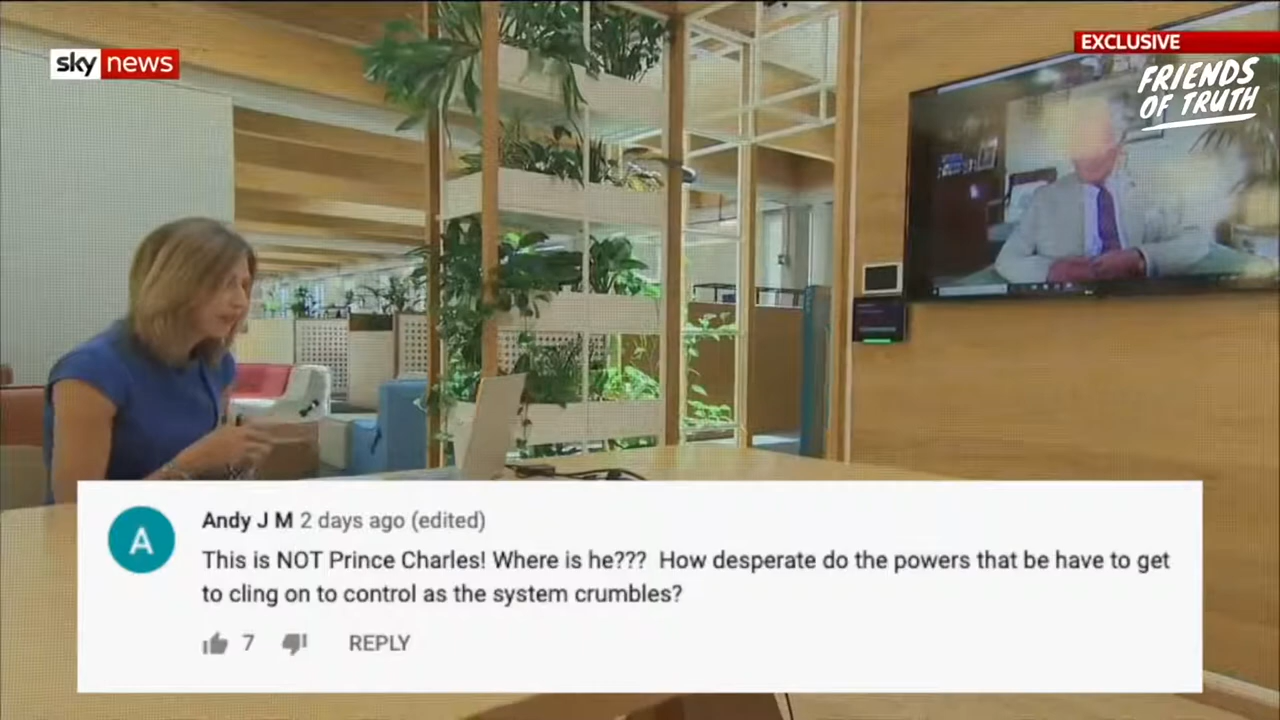 sky news
EXCLUSIVE
FRIENDS
OF TRUTH
A
Andy J M 2 days ago (edited)
This is NOT Prince Charles! Where is he??? How desperate do the powers that be have to get
to cling on to control as the system crumbles?
7
REPLY